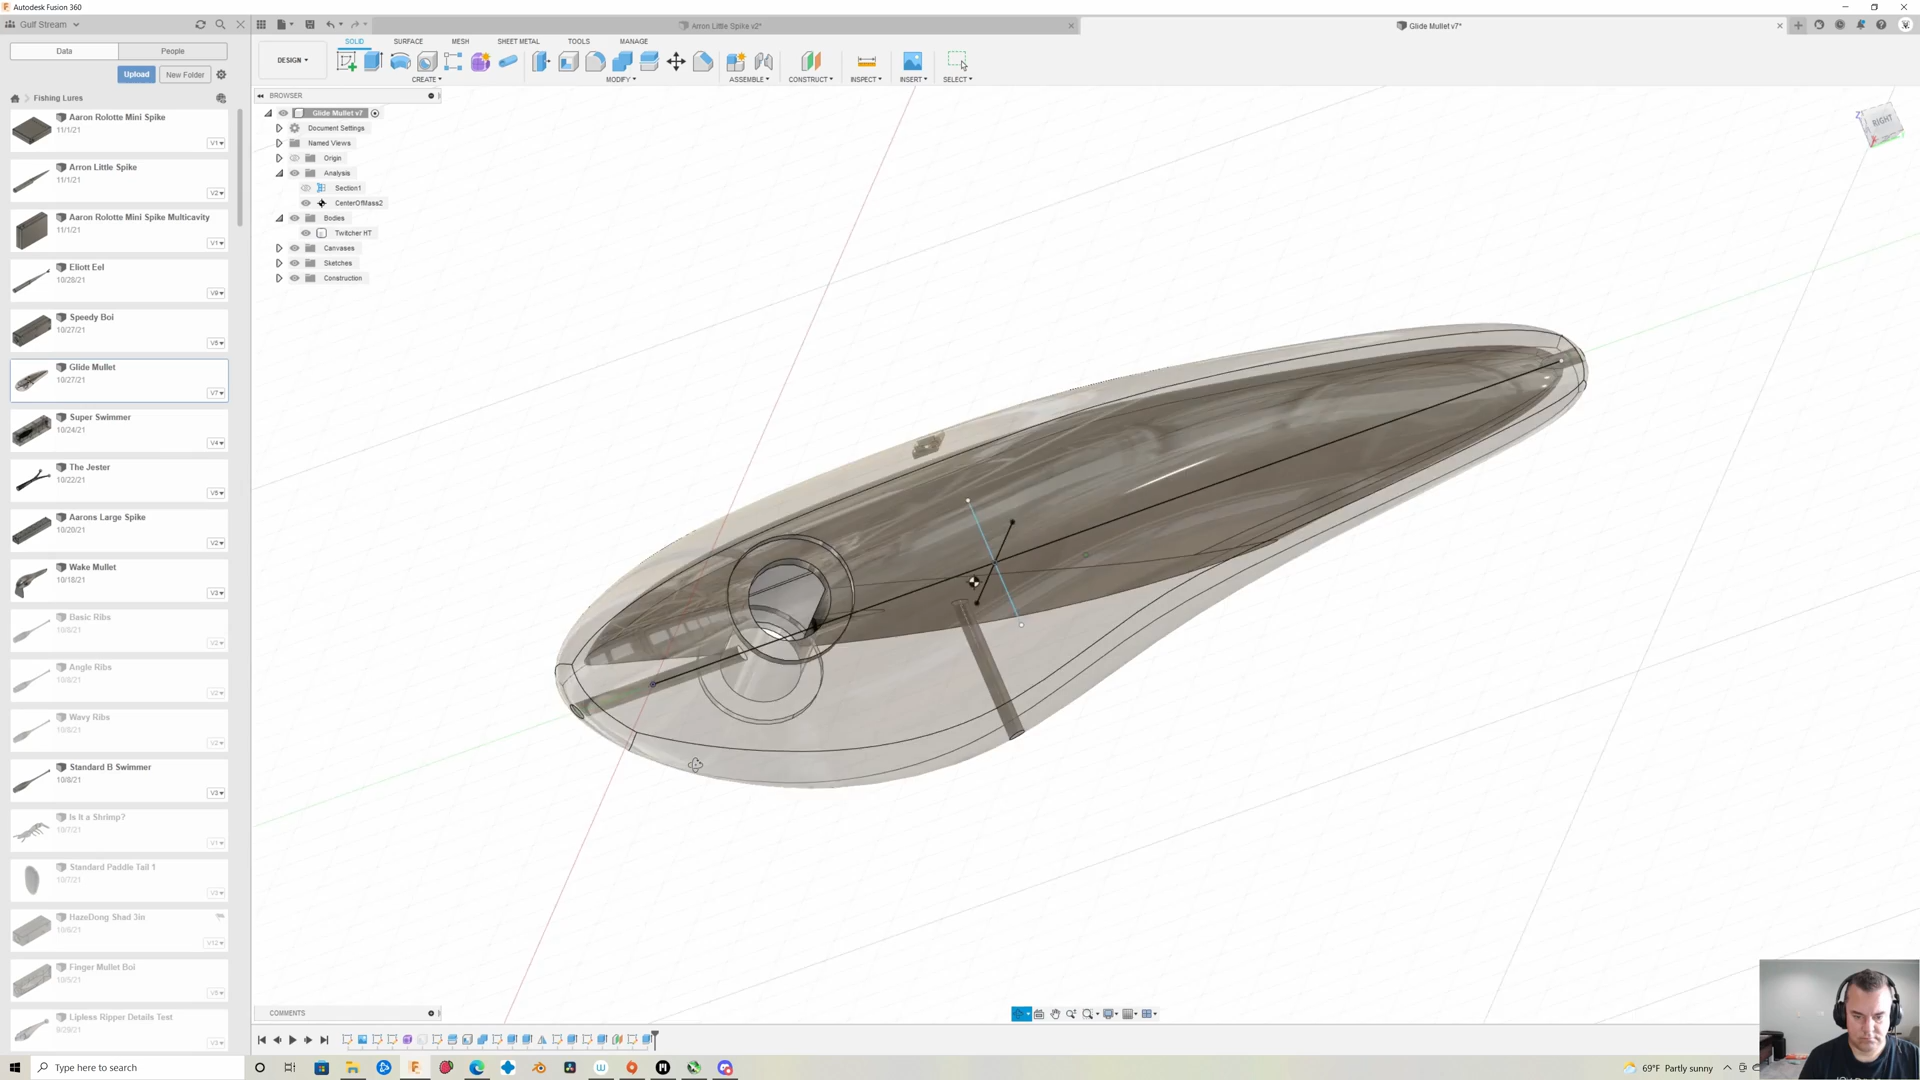 Autodesk Fusion 360
Gulf Stream
Arron Little Spika v2*
Glide Mullet v7*
Data
People
Upload
New Folder
Fishing Lures
DESIGN
SOLID
SURFACE
MESH
SHEET METAL
TOOLS
MANAGE
CREATE
MODIFY
ASSEMBLE
CONSTRUCT
INSPECT
INSERT
SELECT
BROWSER
Glide Mullet v7
Document Settings
Named Views
Origin
Analysis
Section1
CenterOfMass2
Bodies
Twitcher HT
Canvases
Sketches
Construction
Aaron Rolotte Mini Spike
11/1/21
V1
Arron Little Spike
11/1/21
V2
Aaron Rolotte Mini Spike Multicavity
11/1/21
V1
Eliott Eel
10/28/21
V9
Speedy Boi
10/27/21
V5
Glide Mullet
10/27/21
V7
Super Swimmer
10/24/21
V4
The Jester
10/22/21
V5
Aarons Large Spike
10/20/21
V2
Wake Mullet
10/18/21
V3
Basic Ribs
10/8/21
V2
Angle Ribs
10/8/21
V2
Wavy Ribs
10/8/21
V2
Standard B Swimmer
10/8/21
V3
Is It a Shrimp?
10/7/21
V1
Standard Paddle Tail 1
10/7/21
V3
HazeDong Shad 3in
10/6/21
V12
Finger Mullet Boi
10/5/21
Lipless Ripper Details Test
9/29/21
V3
RIGHT
COMMENTS
Type here to search
69°F Partly sunny